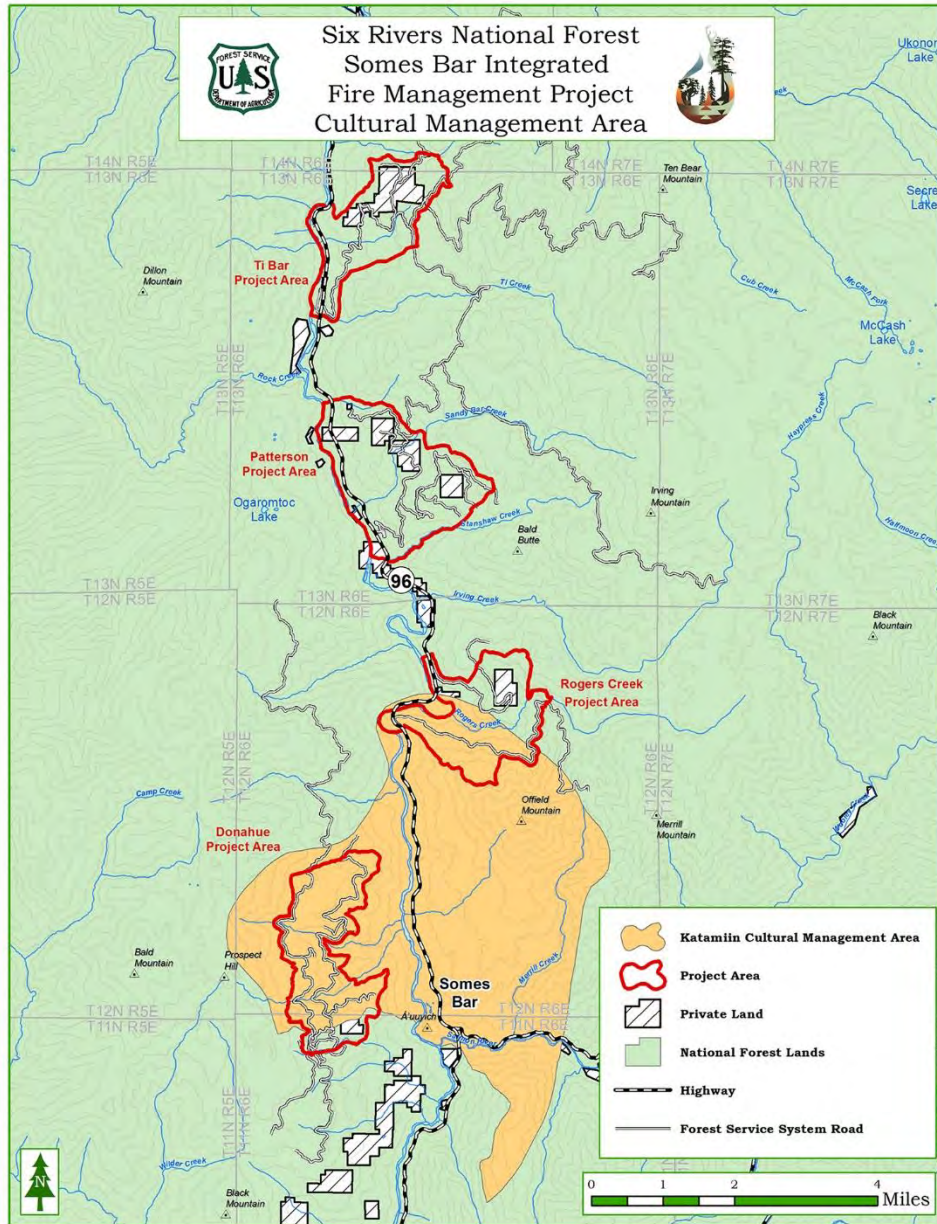 Six Rivers National Forest
Somes Bar Integrated
Fire Management Project
Cultural Management Area
FOREST SERVICE
U S
DEPARTMENT OF AGRICULTURE
Ukonom
Lake
T14N R5E
T13N R5E
T14N R6E
T13N R6E
T14N R7E
T13N R7E
Ten Bear
Mountain
Secret
Lake
Ti Bar
Project Area
Dillon
Mountain
Ti Creek
Cub Creek
McCash Fork
McCash
Lake
T13N R5E
T13N R6E
T13N R6E
T13N R7E
Rock Creek
Sandy Bar Creek
Haypress Creek
Patterson
Project Area
Ogaromtoc
Lake
Stanshaw Creek
Irving
Mountain
Halfmoon Creek
Bald
Butte
96
T13N R5E
T12N R5E
T13N R6E
T12N R6E
Irving Creek
T13N R7E
T12N R7E
Black
Mountain
Rogers Creek
Project Area
Rogers Creek
T12N R5E
T12N R6E
T12N R6E
T12N R7E
Camp Creek
Offield
Mountain
Merrill
Mountain
Donahue
Project Area
Bald
Mountain
Prospect
Hill
Merrill Creek
Somes
Bar
A'uuyich
T12N R5E
T11N R5E
T12N R6E
T11N R6E
Salmon River
T11N R5E
T11N R6E
Wilder Creek
Black
Mountain
N
Katamiin Cultural Management Area
Project Area
Private Land
National Forest Lands
Highway
Forest Service System Road
0 1 2 4
Miles